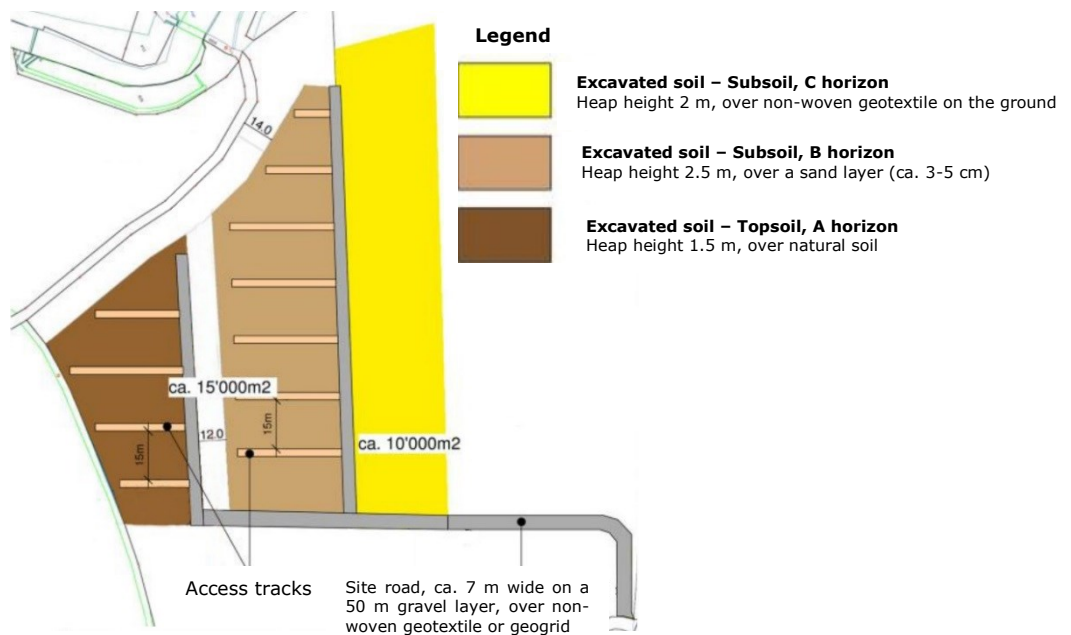 Legend
Excavated soil – Subsoil, C horizon
Heap height 2 m, over non-woven geotextile on the ground
Excavated soil – Subsoil, B horizon
Heap height 2.5 m, over a sand layer (ca. 3-5 cm)
Excavated soil – Topsoil, A horizon
Heap height 1.5 m, over natural soil
14.0
ca. 15'000m2
12.0
15m
15m
ca. 10'000m2
Access tracks
Site road, ca. 7 m wide on a
50 m gravel layer, over non-
woven geotextile or geogrid